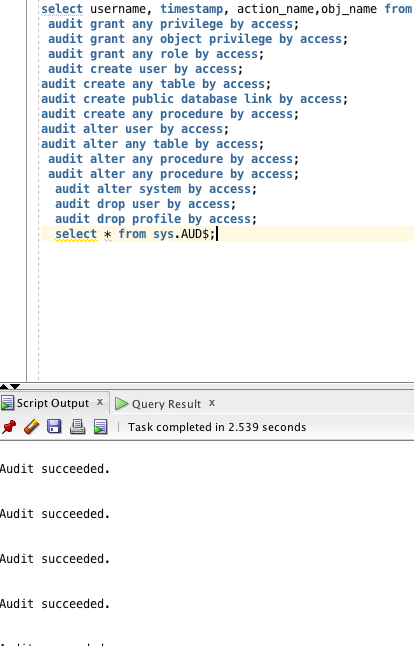 select username, timestamp, action_name,obj_name from
audit grant any privilege by access;
audit grant any object privilege by access;
audit grant any role by access;
audit create user by access;
audit create any table by access;
audit create public database link by access;
audit create any procedure by access;
audit alter user by access;
audit alter any table by access;
audit alter any procedure by access;
audit alter any procedure by access;
audit alter system by access;
audit drop user by access;
audit drop profile by access;
select * from sys.AUD$;
Script Output x Query Result x
Task completed in 2.539 seconds
Audit succeeded.
Audit succeeded.
Audit succeeded.
Audit succeeded.